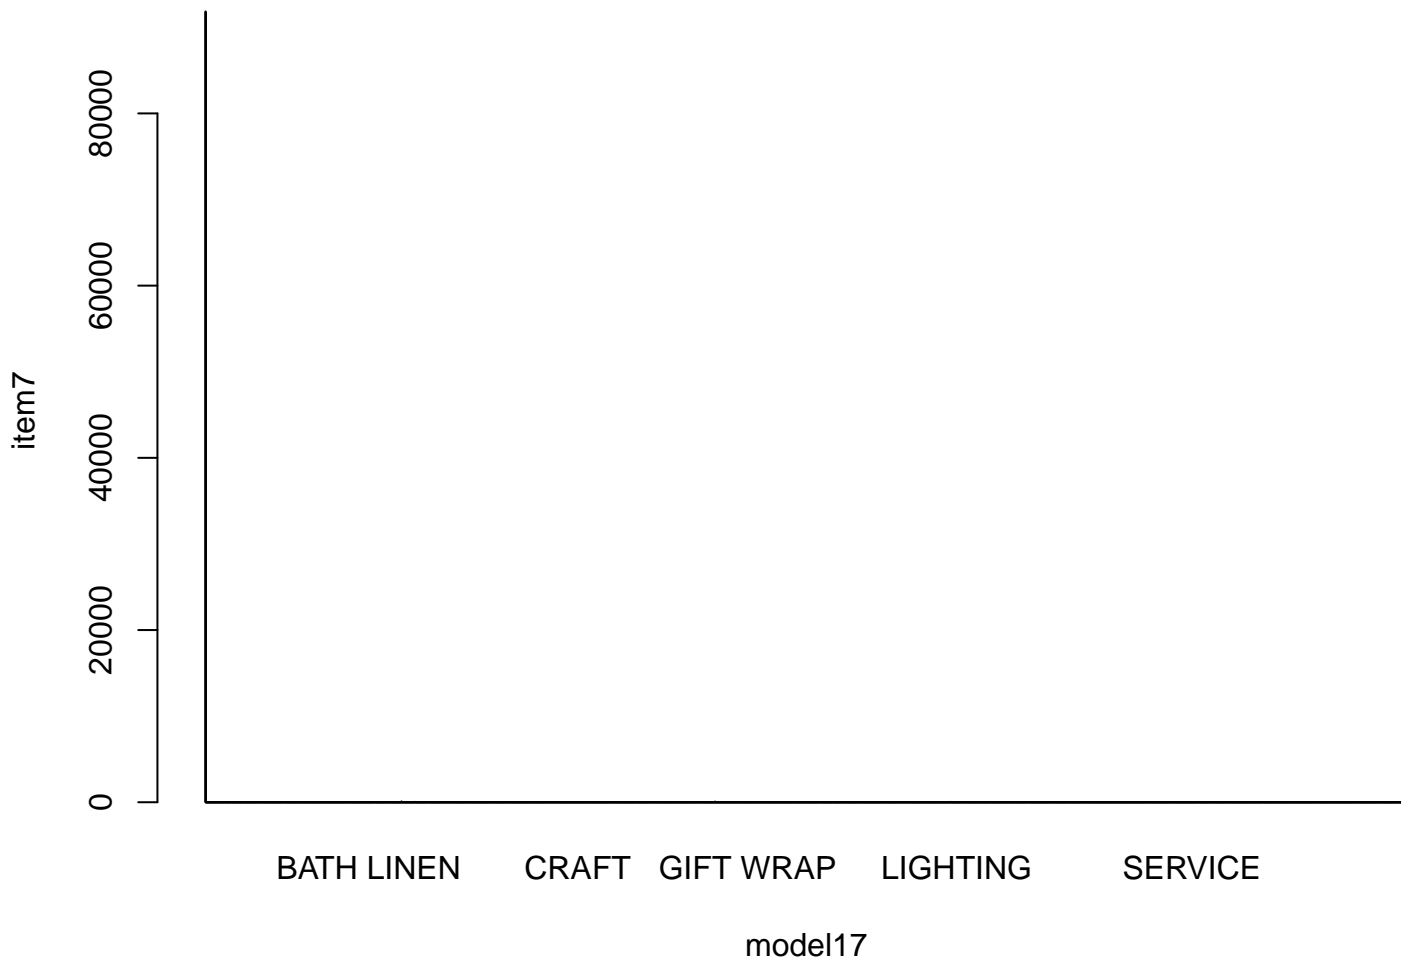 80000
60000
40000
20000
0
item7
BATH LINEN CRAFT GIFT WRAP LIGHTING SERVICE
model17